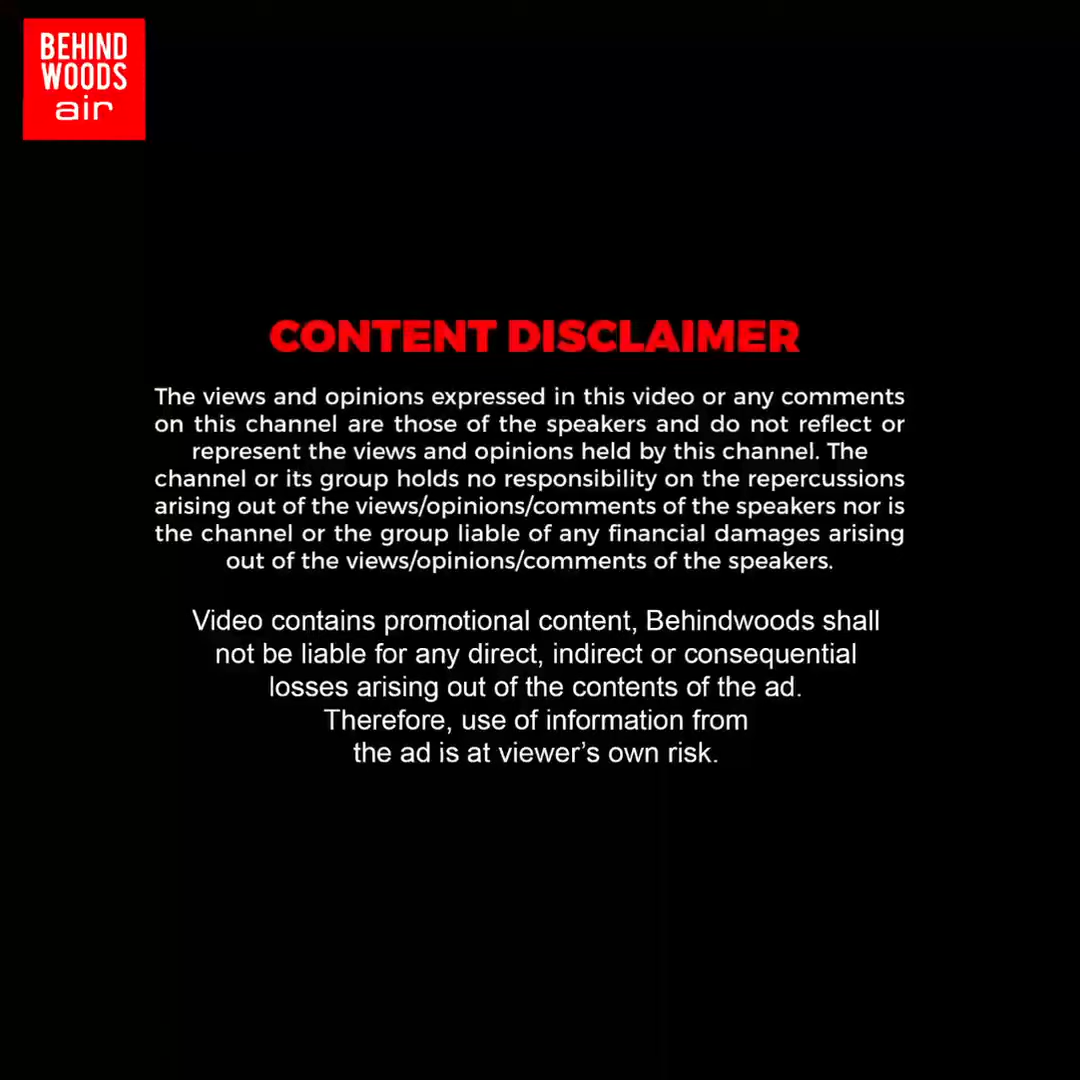 BEHIND
WOODS
air
CONTENT DISCLAIMER
The views and opinions expressed in this video or any comments
on this channel are those of the speakers and do not reflect or
represent the views and opinions held by this channel. The
channel or its group holds no responsibility on the repercussions
arising out of the views/opinions/comments of the speakers nor is
the channel or the group liable of any financial damages arising
out of the views/opinions/comments of the speakers.
Video contains promotional content, Behindwoods shall
not be liable for any direct, indirect or consequential
losses arising out of the contents of the ad.
Therefore, use of information from
the ad is at viewer’s own risk.